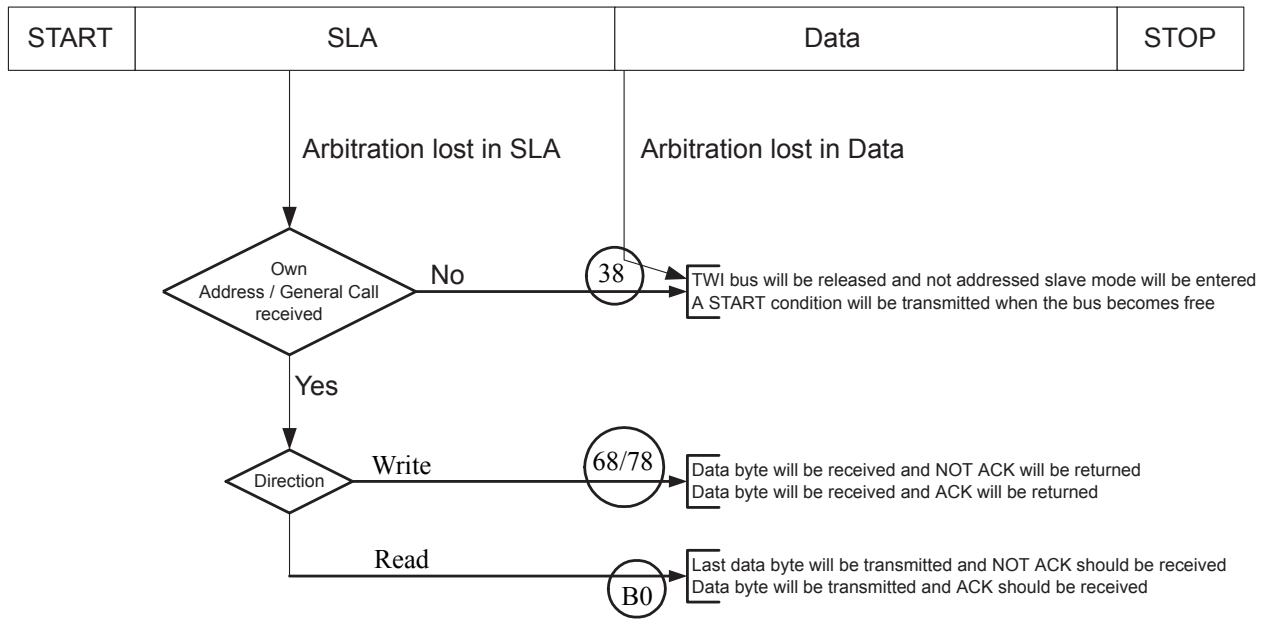 START SLA Data STOP
Arbitration lost in SLA Arbitration lost in Data
Own
Address / General Call
received
No
38
TWI bus will be released and not addressed slave mode will be entered
A START condition will be transmitted when the bus becomes free
Yes
Direction
Write
68/78
Data byte will be received and NOT ACK will be returned
Data byte will be received and ACK will be returned
Read
B0
Last data byte will be transmitted and NOT ACK should be received
Data byte will be transmitted and ACK should be received